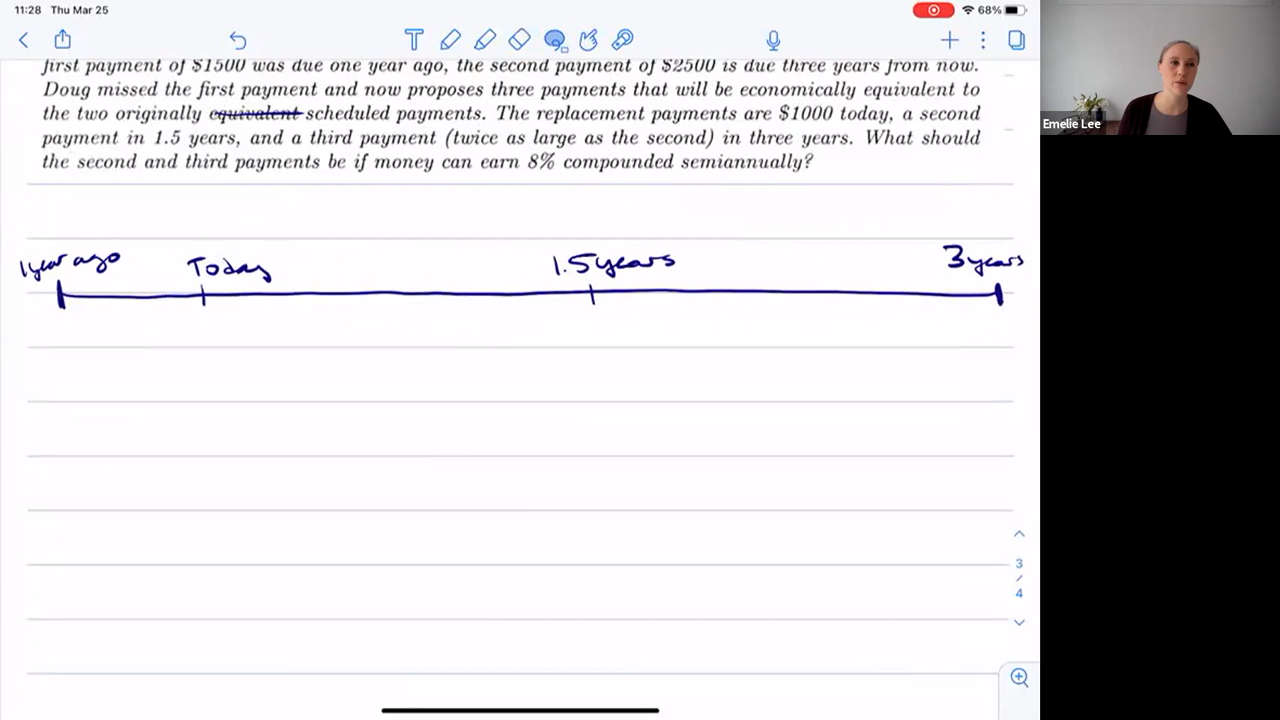 11:28 Thu Mar 25
68%
first payment of $1500 was due one year ago, the second payment of $2500 is due three years from now.
Doug missed the first payment and now proposes three payments that will be economically equivalent to
the two originally equivalent scheduled payments. The replacement payments are $1000 today, a second
payment in 1.5 years, and a third payment (twice as large as the second) in three years. What should
the second and third payments be if money can earn 8% compounded semiannually?
Emelie Lee
1 year ago Today 1.5 years 3 years
3
/
4